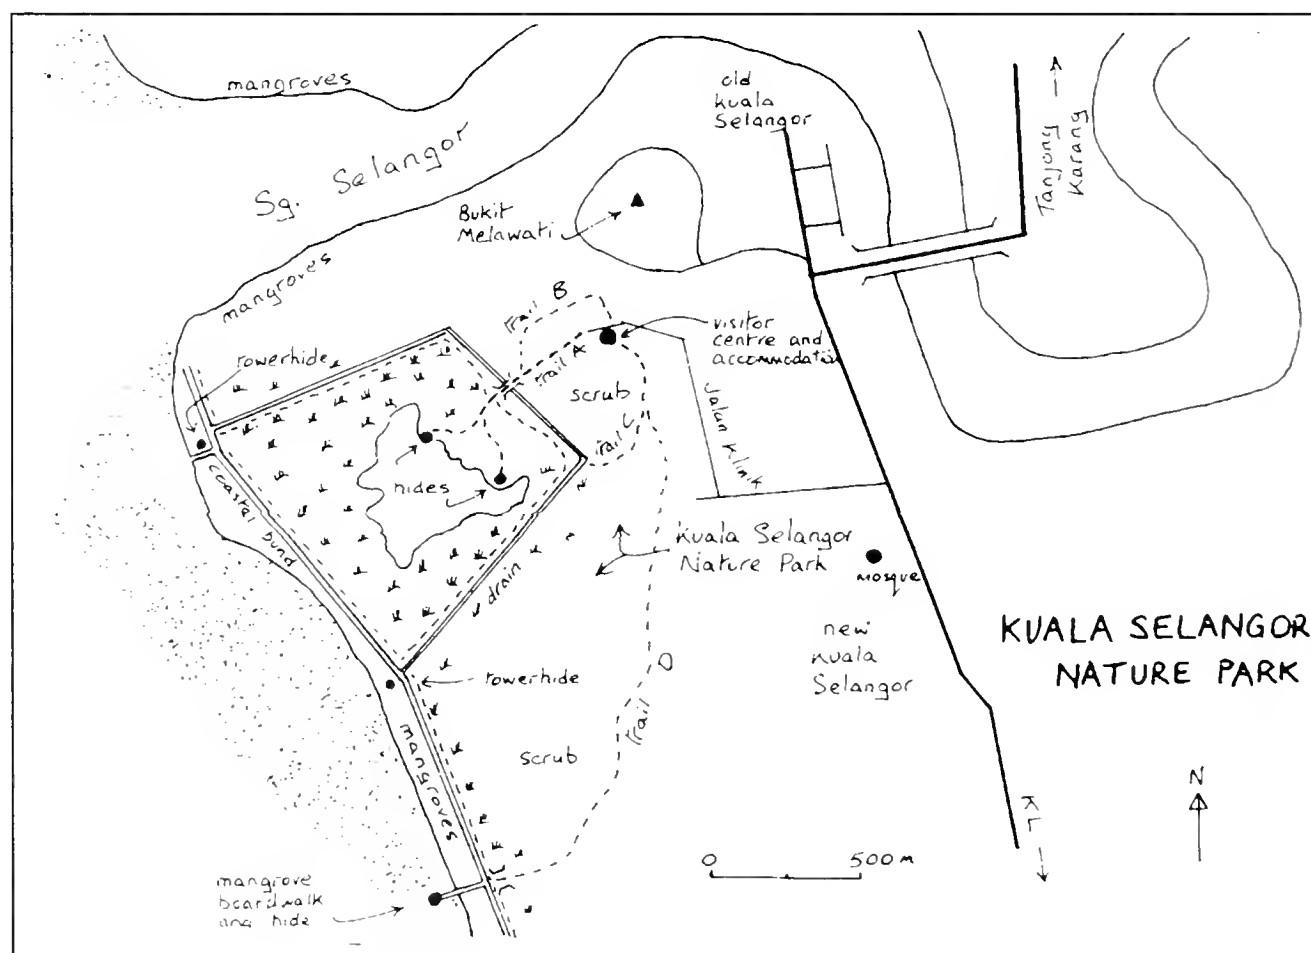 mangroves
old
Kuala
Selangor
Tanjong
Karang
Sg. Selangor
Bukit
Melawati
mangroves
trail B
visitor
centre and
accommodatio
towerhide
trail A
scrub
trail C
Jalan Klinik
hides
coastal bund
Kuala Selangor
Nature Park
drain
mosque
KUALA SELANGOR
NATURE PARK
new
Kuala
Selangor
towerhide
trail D
scrub
mangroves
N
KL
0 500m
mangrove
boardwalk
and hide